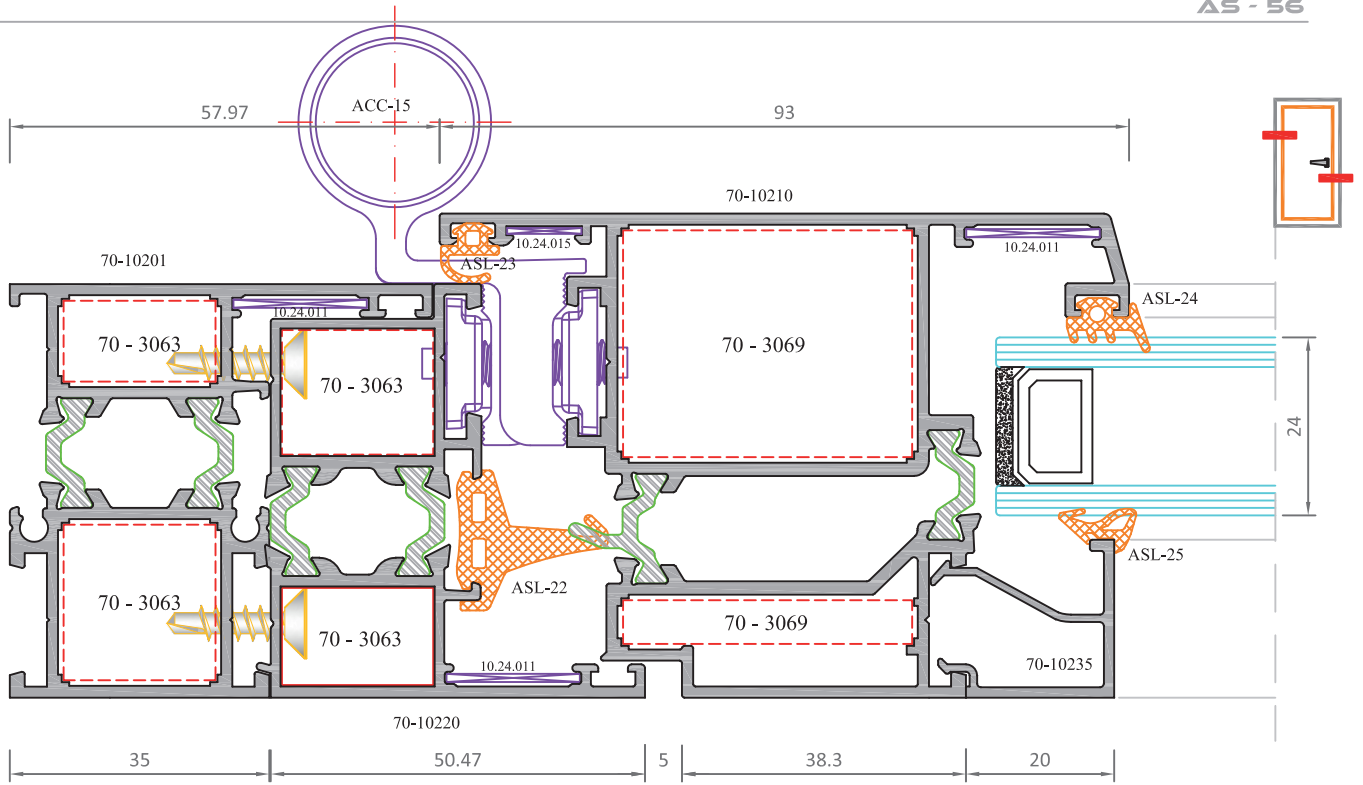 AS - 56
57.97
ACC-15
93
70-10210
10.24.015
10.24.011
ASL-23
70-10201
ASL-24
10.24.011
70 - 3063
70 - 3063
70 - 3069
24
ASL-25
ASL-22
70 - 3063
70 - 3063
70 - 3069
10.24.011
70-10235
70-10220
35
50.47
5
38.3
20